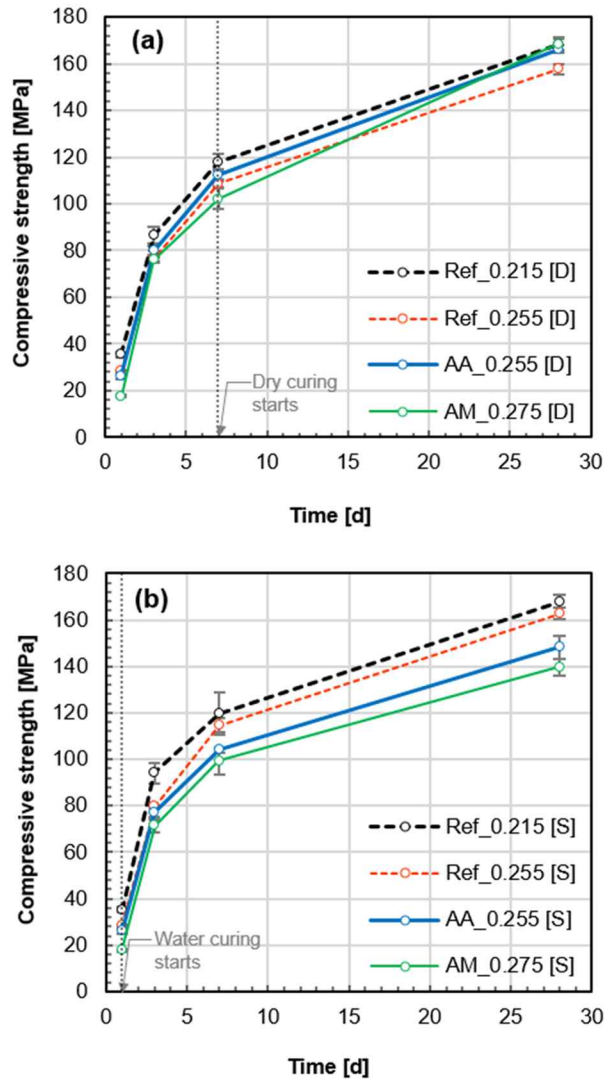 180
(a)
160
140
120
100
80
60
40
20
0
Compressive strength [MPa]
Ref_0.215 [D]
Ref_0.255 [D]
AA_0.255 [D]
AM_0.275 [D]
Dry curing
starts
0 5 10 15 20 25 30
Time [d]
180
(b)
160
140
120
100
80
60
40
20
0
Compressive strength [MPa]
Ref_0.215 [S]
Ref_0.255 [S]
AA_0.255 [S]
AM_0.275 [S]
Water curing
starts
0 5 10 15 20 25 30
Time [d]